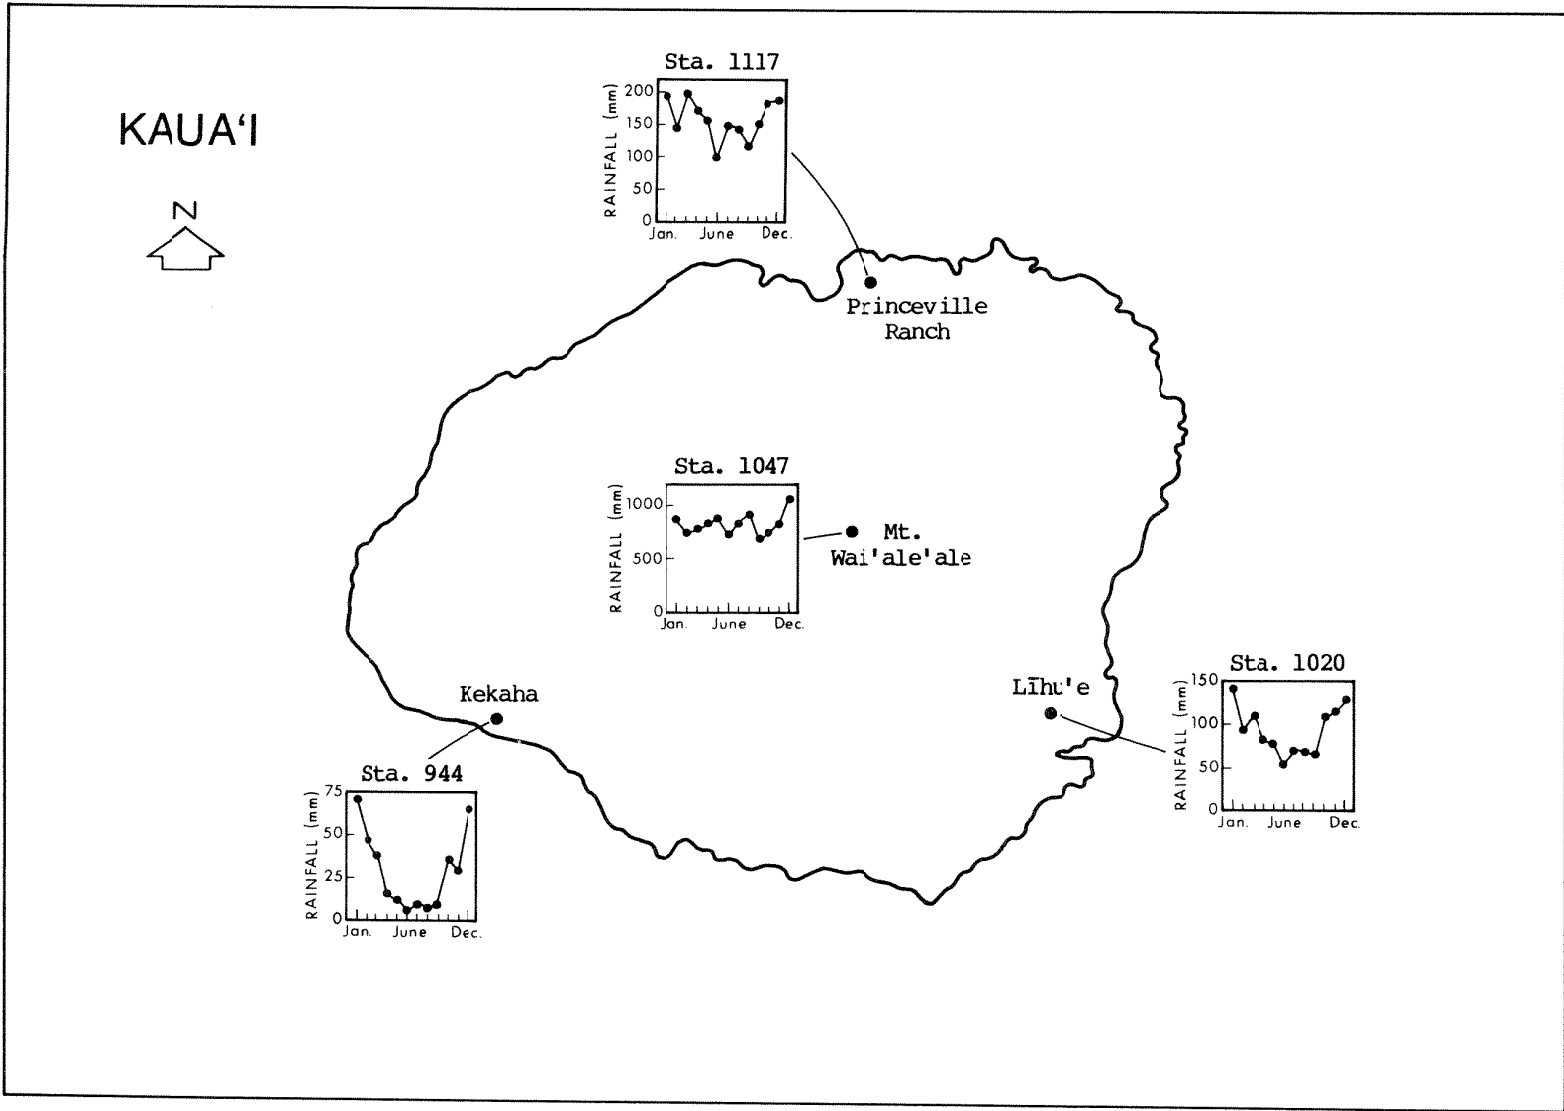 KAUA‘I
N
Sta. 1117
RAINFALL (mm)
200
150
100
50
0
Jan. June Dec.
Princeville
Ranch
Sta. 1047
RAINFALL (mm)
1000
500
0
Jan. June Dec.
Mt.
Wai'ale'ale
Kekaha
Sta. 944
RAINFALL (mm)
75
50
25
0
Jan. June Dec.
Līhu'e
Sta. 1020
RAINFALL (mm)
150
100
50
0
Jan. June Dec.